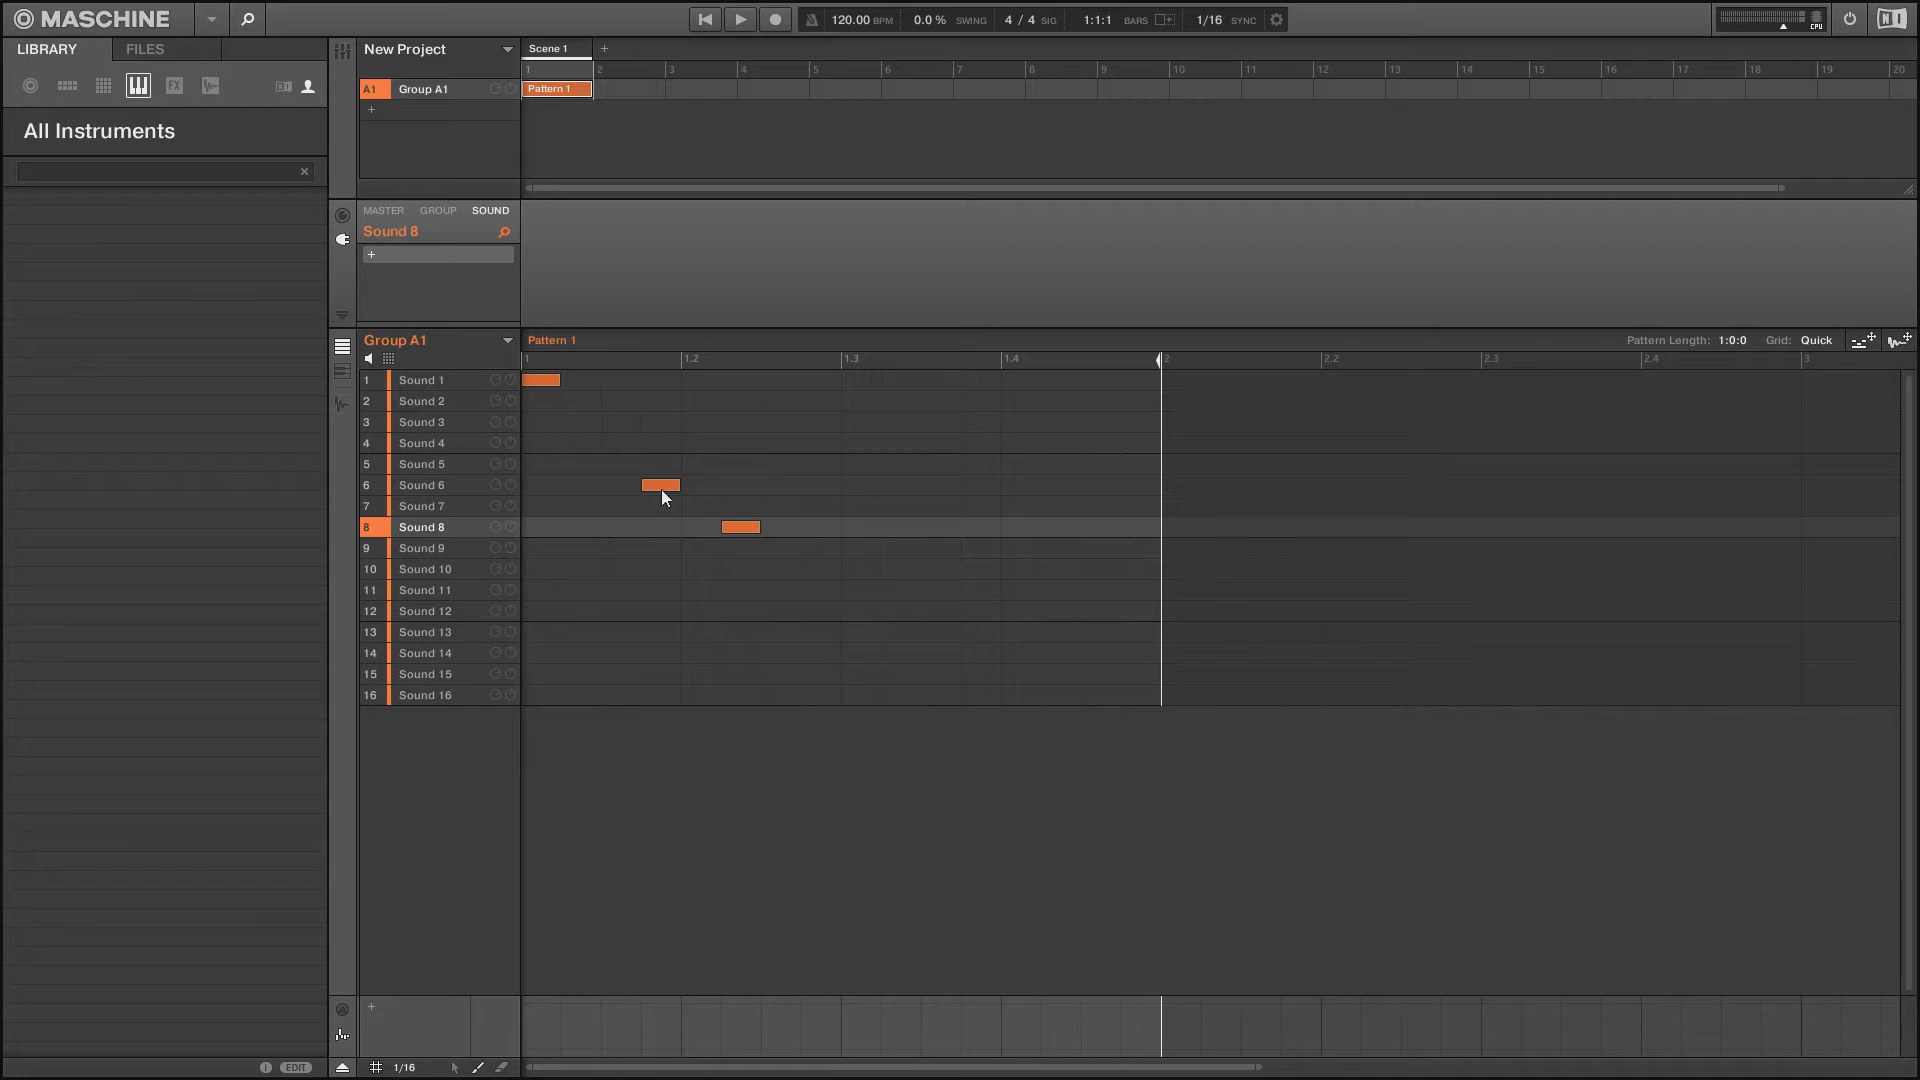 MASCHINE
120.00 BPM 0.0 % SWING 4 / 4 SIG 1:1:1 BARS 1/16 SYNC
CPU
NI
LIBRARY FILES
FX
NI
All Instruments
New Project
Scene 1 +
1 2 3 4 5 6 7 8 9 10 11 12 13 14 15 16 17 18 19 20
A1 Group A1
Pattern 1
+
MASTER GROUP SOUND
Sound 8
+
Group A1
Pattern 1
Pattern Length: 1:0:0 Grid: Quick
1 1.2 1.3 1.4 2 2.2 2.3 2.4 3
1 Sound 1
2 Sound 2
3 Sound 3
4 Sound 4
5 Sound 5
6 Sound 6
7 Sound 7
8 Sound 8
9 Sound 9
10 Sound 10
11 Sound 11
12 Sound 12
13 Sound 13
14 Sound 14
15 Sound 15
16 Sound 16
+
i EDIT
1/16